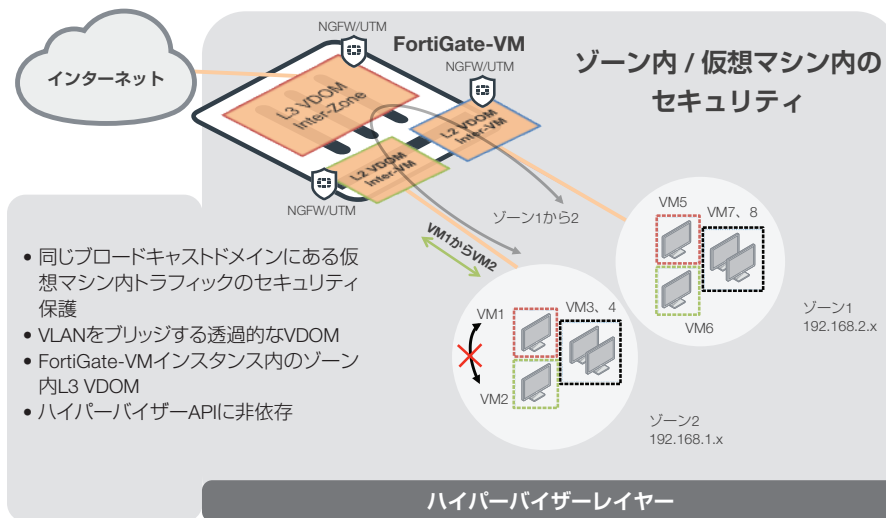 NGFW/UTM
FortiGate-VM
NGFW/UTM
ゾーン内 / 仮想マシン内の
セキュリティ
インターネット
L3 VDOM
Inter-Zone
L2 VDOM
Inter-VM
L2 VDOM
Inter-VM
NGFW/UTM
ゾーン1から2
VM1からVM2
VM5
VM7、8
VM6
ゾーン1
192.168.2.x
VM1
VM3、4
VM2
ゾーン2
192.168.1.x
• 同じブロードキャストドメインにある仮
想マシン内トラフィックのセキュリティ
保護
• VLANをブリッジする透過的なVDOM
• FortiGate-VMインスタンス内のゾーン
内L3 VDOM
• ハイパーバイザーAPIに非依存
ハイパーバイザーレイヤー